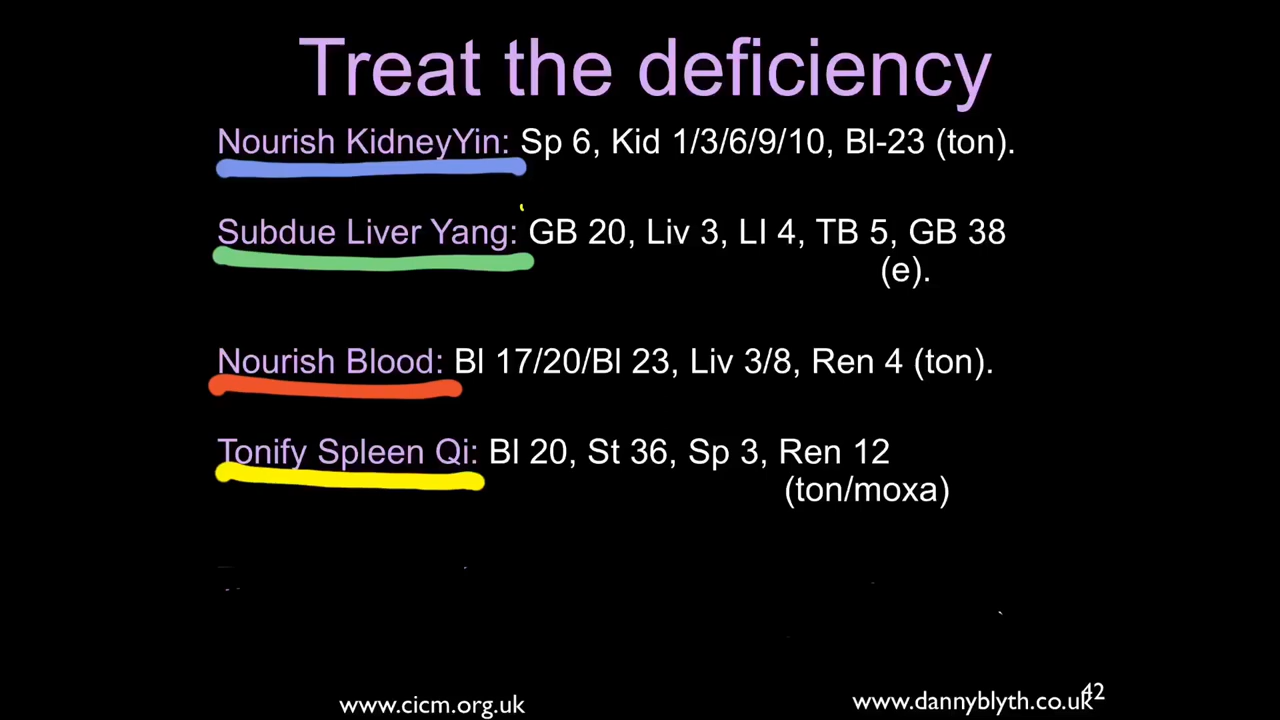 Treat the deficiency
Nourish KidneyYin: Sp 6, Kid 1/3/6/9/10, Bl-23 (ton).
Subdue Liver Yang: GB 20, Liv 3, LI 4, TB 5, GB 38
(e).
Nourish Blood: Bl 17/20/Bl 23, Liv 3/8, Ren 4 (ton).
Tonify Spleen Qi: Bl 20, St 36, Sp 3, Ren 12
(ton/moxa)
www.cicm.org.uk
www.dannyblyth.co.uk
42